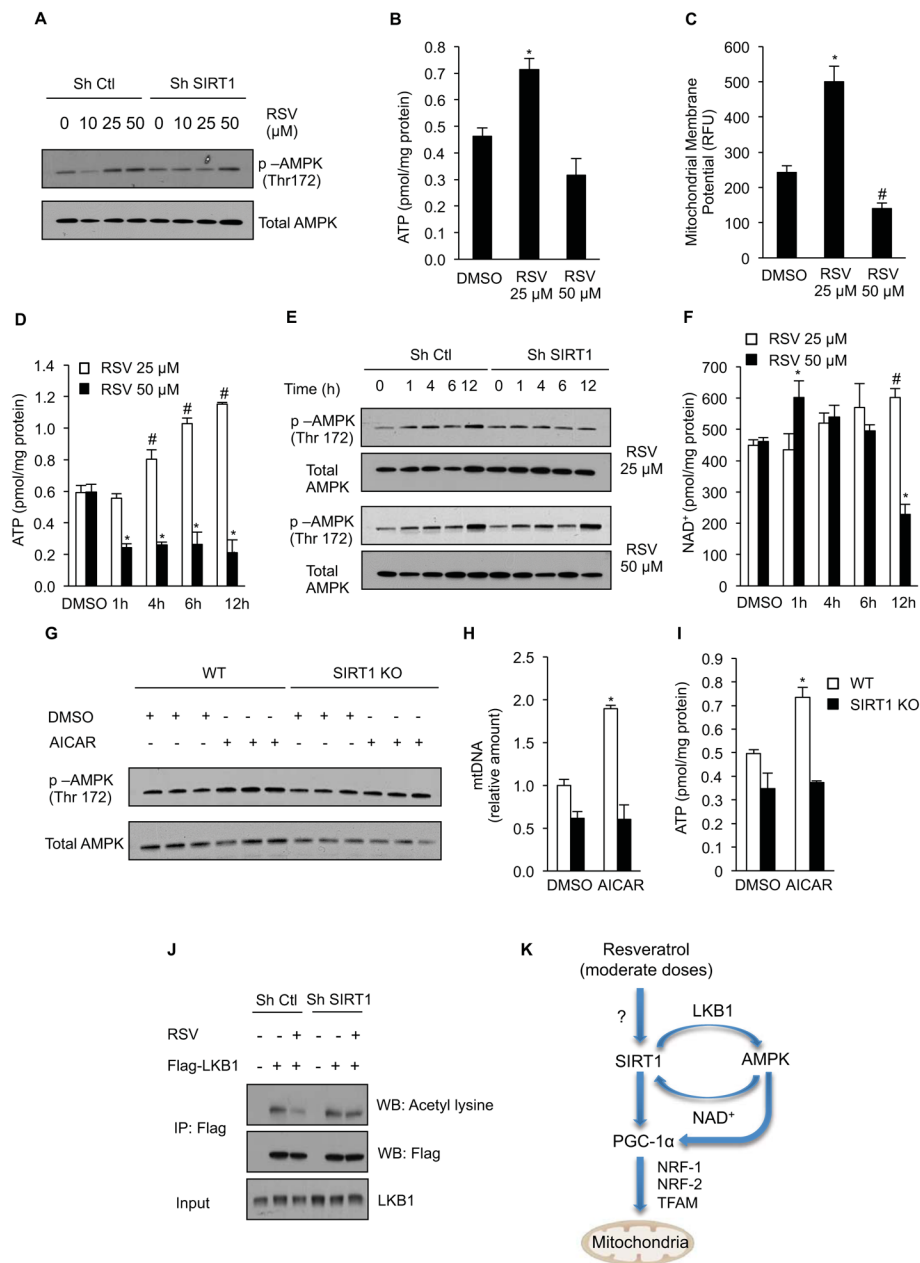 A
Sh Ctl Sh SIRT1
0 10 25 50 0 10 25 50 RSV (µM)
p –AMPK (Thr172)
Total AMPK
B
ATP (pmol/mg protein)
0.8
0.7
0.6
0.5
0.4
0.3
0.2
0.1
0.0
*
DMSO RSV 25 µM RSV 50 µM
C
Mitochondrial Membrane Potential (RFU)
600
500
400
300
200
100
0
*
#
DMSO RSV 25 µM RSV 50 µM
D
RSV 25 µM
RSV 50 µM
ATP (pmol/mg protein)
1.4
1.2
1.0
0.8
0.6
0.4
0.2
0.0
# # #
* * * *
DMSO 1h 4h 6h 12h
E
Sh Ctl Sh SIRT1
Time (h) 0 1 4 6 12 0 1 4 6 12
p –AMPK (Thr 172)
Total AMPK
RSV 25 µM
p –AMPK (Thr 172)
Total AMPK
RSV 50 µM
F
RSV 25 µM
RSV 50 µM
NAD+ (pmol/mg protein)
700
600
500
400
300
200
100
0
*
#
*
DMSO 1h 4h 6h 12h
G
WT SIRT1 KO
DMSO + + + - - - + + + - - -
AICAR - - - + + + - - - + + +
p –AMPK (Thr 172)
Total AMPK
H
mtDNA (relative amount)
2.5
2.0
1.5
1.0
0.5
0.0
*
DMSO AICAR
I
ATP (pmol/mg protein)
0.9
0.8
0.7
0.6
0.5
0.4
0.3
0.2
0.1
0
*
WT
SIRT1 KO
DMSO AICAR
J
Sh Ctl Sh SIRT1
RSV - - + - - +
Flag-LKB1 - + + - + +
IP: Flag
WB: Acetyl lysine
WB: Flag
Input
LKB1
K
Resveratrol
(moderate doses)
?
LKB1
SIRT1 AMPK
NAD+
PGC-1α
NRF-1
NRF-2
TFAM
Mitochondria